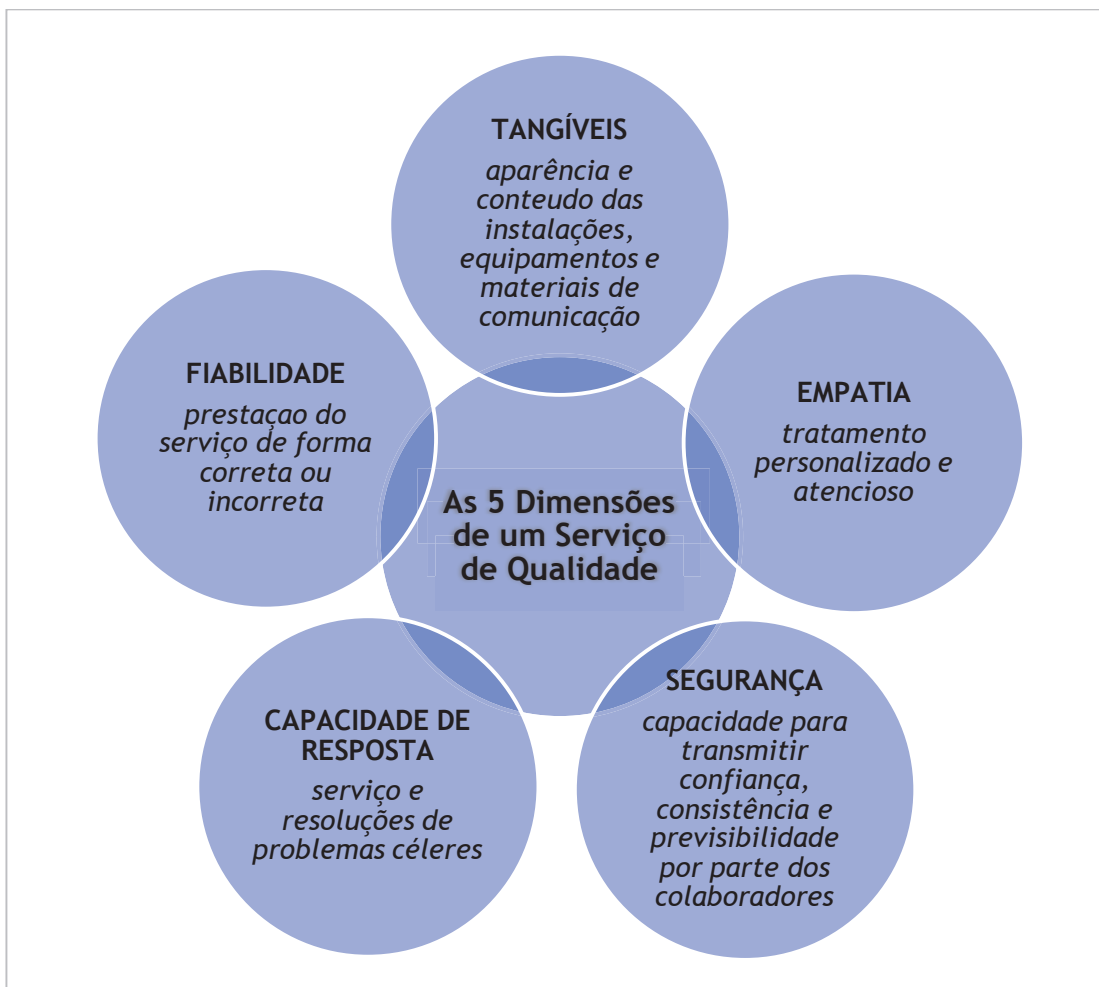 TANGÍVEIS
aparência e
conteudo das
instalações,
equipamentos e
materiais de
comunicação
EMPATIA
tratamento
personalizado e
atencioso
SEGURANÇA
capacidade para
transmitir
confiança,
consistência e
previsibilidade
por parte dos
colaboradores
CAPACIDADE DE
RESPOSTA
serviço e
resoluções de
problemas céleres
FIABILIDADE
prestaçao do
serviço de forma
correta ou
incorreta
As 5 Dimensões
de um Serviço
de Qualidade